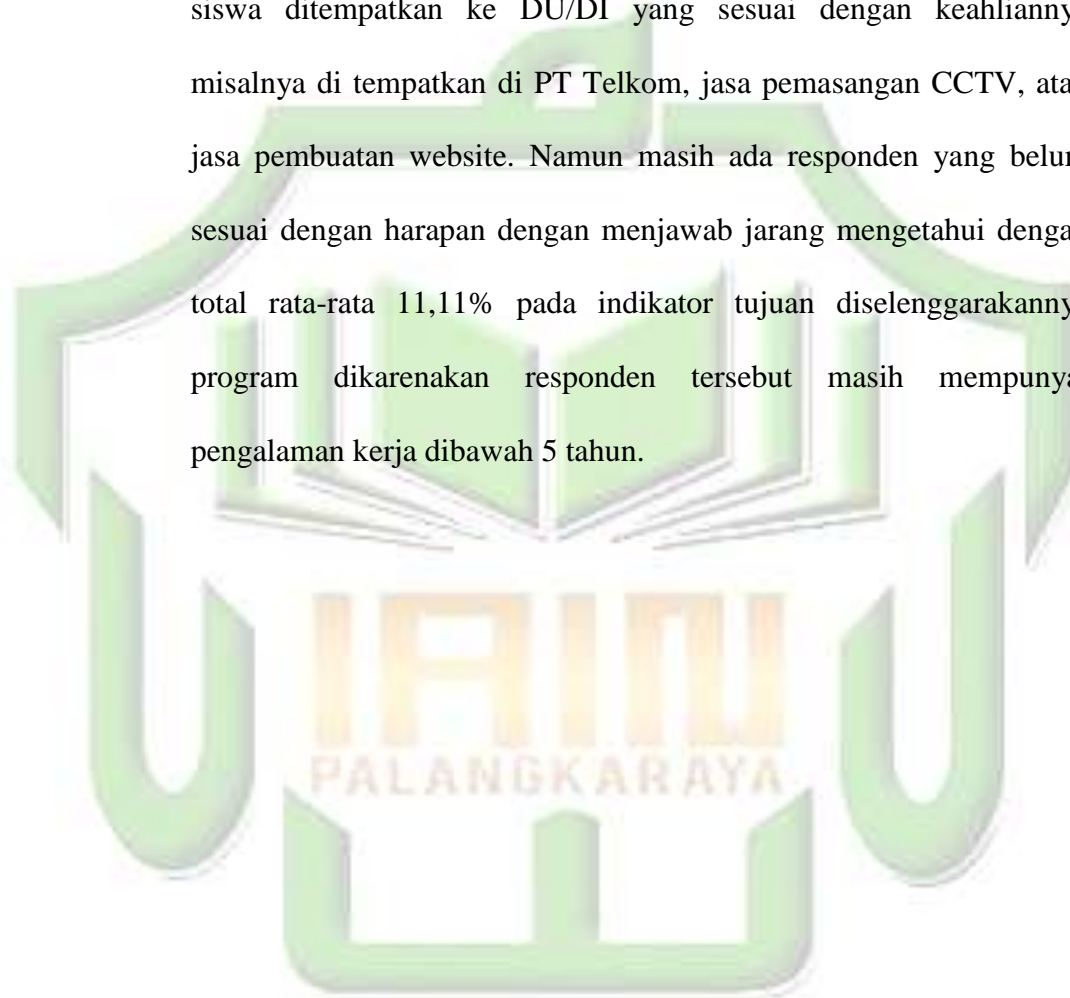 siswa ditempatkan ke DU/DI yang sesuai dengan keahlianny
misalnya di tempatkan di PT Telkom, jasa pemasangan CCTV, ata
jasa pembuatan website. Namun masih ada responden yang belu
sesuai dengan harapan dengan menjawab jarang mengetahui denga
total rata-rata 11,11% pada indikator tujuan diselenggarakanny
program dikarenakan responden tersebut masih mempunya
pengalaman kerja dibawah 5 tahun.
IAIN
PALANGKARAYA